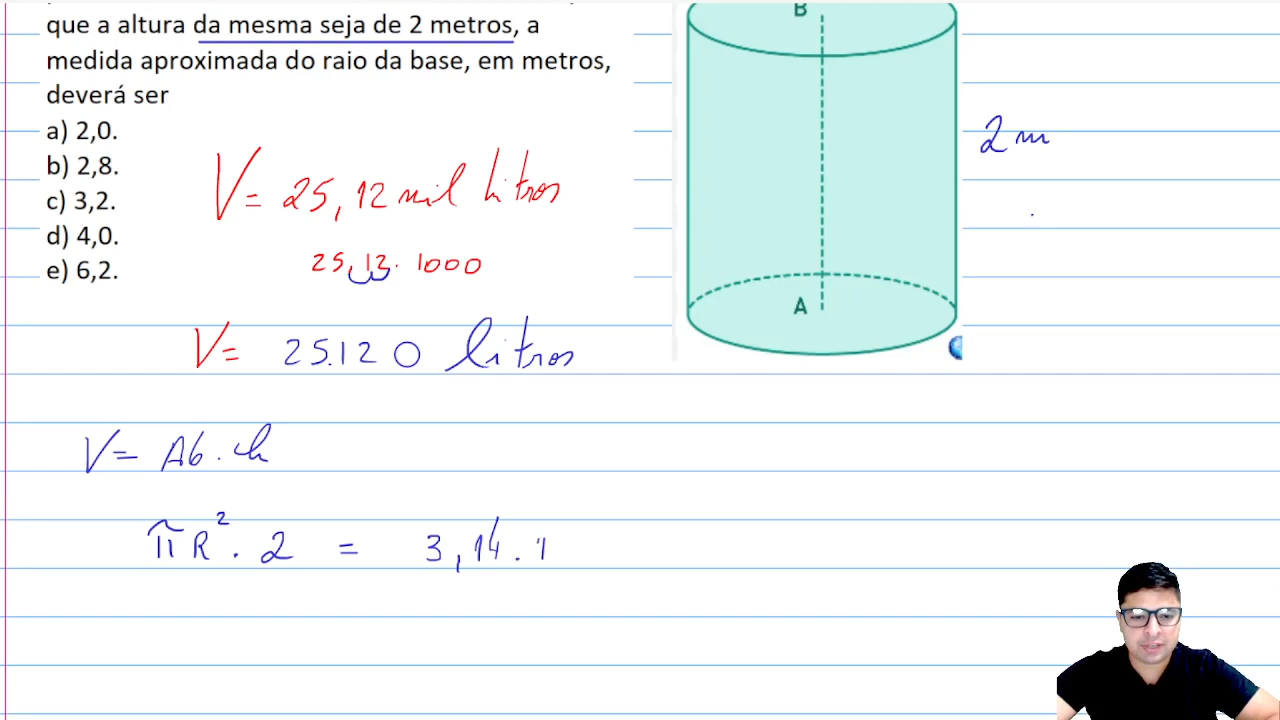 que a altura da mesma seja de 2 metros, a
medida aproximada do raio da base, em metros,
deverá ser
a) 2,0.
b) 2,8.
c) 3,2.
d) 4,0.
e) 6,2.
V= 25,12 mil litros
25,12. 1000
V= 25.120 litros
V= Ab. h
πR². 2 = 3,14.
B
A
2 m